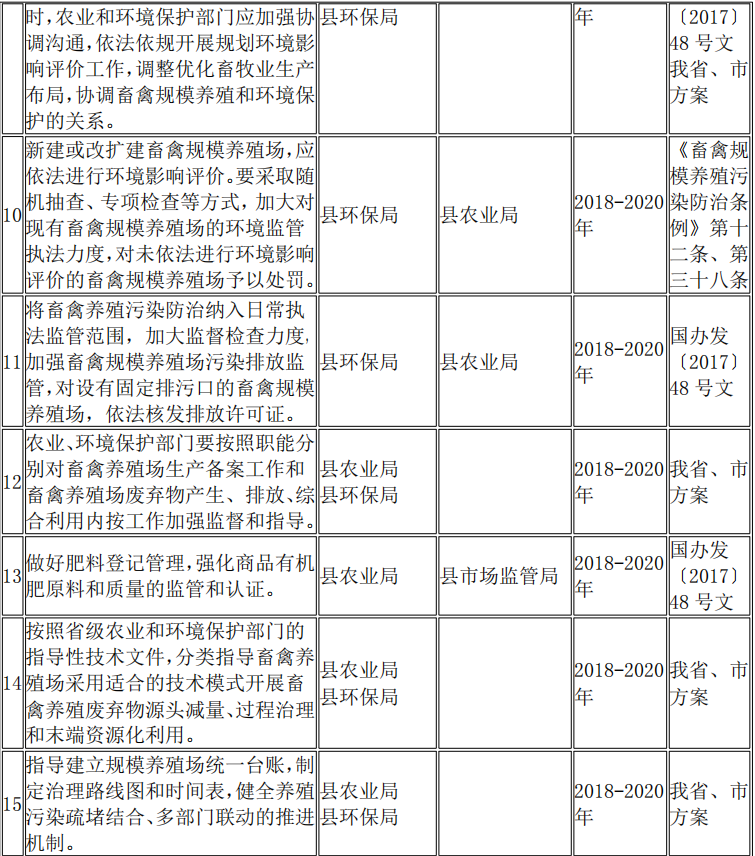 时,农业和环境保护部门应加强协
调沟通,依法依规开展规划环境影
响评价工作,调整优化畜牧业生产
布局,协调畜禽规模养殖和环境保
护的关系。
县环保局
年
〔2017〕
48 号文
我省、市
方案
10
新建或改扩建畜禽规模养殖场,应
依法进行环境影响评价。要采取随
机抽查、专项检查等方式,加大对
现有畜禽规模养殖场的环境监管
执法力度,对未依法进行环境影响
评价的畜禽规模养殖场予以处罚。
县环保局
县农业局
2018-2020
年
《畜禽规
模养殖污
染防治条
例》第十
二条、第
三十八条
11
将畜禽养殖污染防治纳入日常执
法监管范围，加大监督检查力度,
加强畜禽规模养殖场污染排放监
管,对设有固定排污口的畜禽规模
养殖场，依法核发排放许可证。
县环保局
县农业局
2018-2020
年
国办发
〔2017〕
48 号文
12
农业、环境保护部门要按照职能分
别对畜禽养殖场生产备案工作和
畜禽养殖场废弃物产生、排放、综
合利用内按工作加强监督和指导。
县农业局
县环保局
2018-2020
年
我省、市
方案
13
做好肥料登记管理,强化商品有机
肥原料和质量的监管和认证。
县农业局
县市场监管局
2018-2020
年
国办发
〔2017〕
48 号文
14
按照省级农业和环境保护部门的
指导性技术文件,分类指导畜禽养
殖场采用适合的技术模式开展畜
禽养殖废弃物源头减量、过程治理
和末端资源化利用。
县农业局
县环保局
2018-2020
年
我省、市
方案
15
指导建立规模养殖场统一台账,制
定治理路线图和时间表,健全养殖
污染疏堵结合、多部门联动的推进
机制。
县农业局
县环保局
2018-2020
年
我省、市
方案